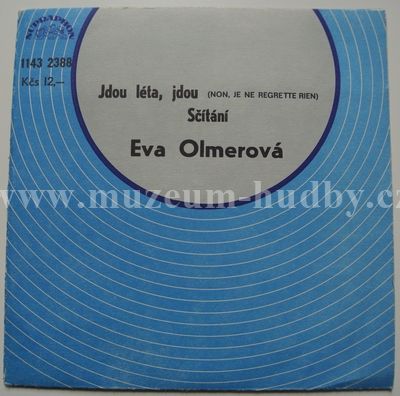 SUPRAPHON
1143 2388
Kčs 12,—
Jdou léta, jdou (NON, JE NE REGRETTE RIEN)
Sčítání
Eva Olmerová
www.muzeum-hudby.cz